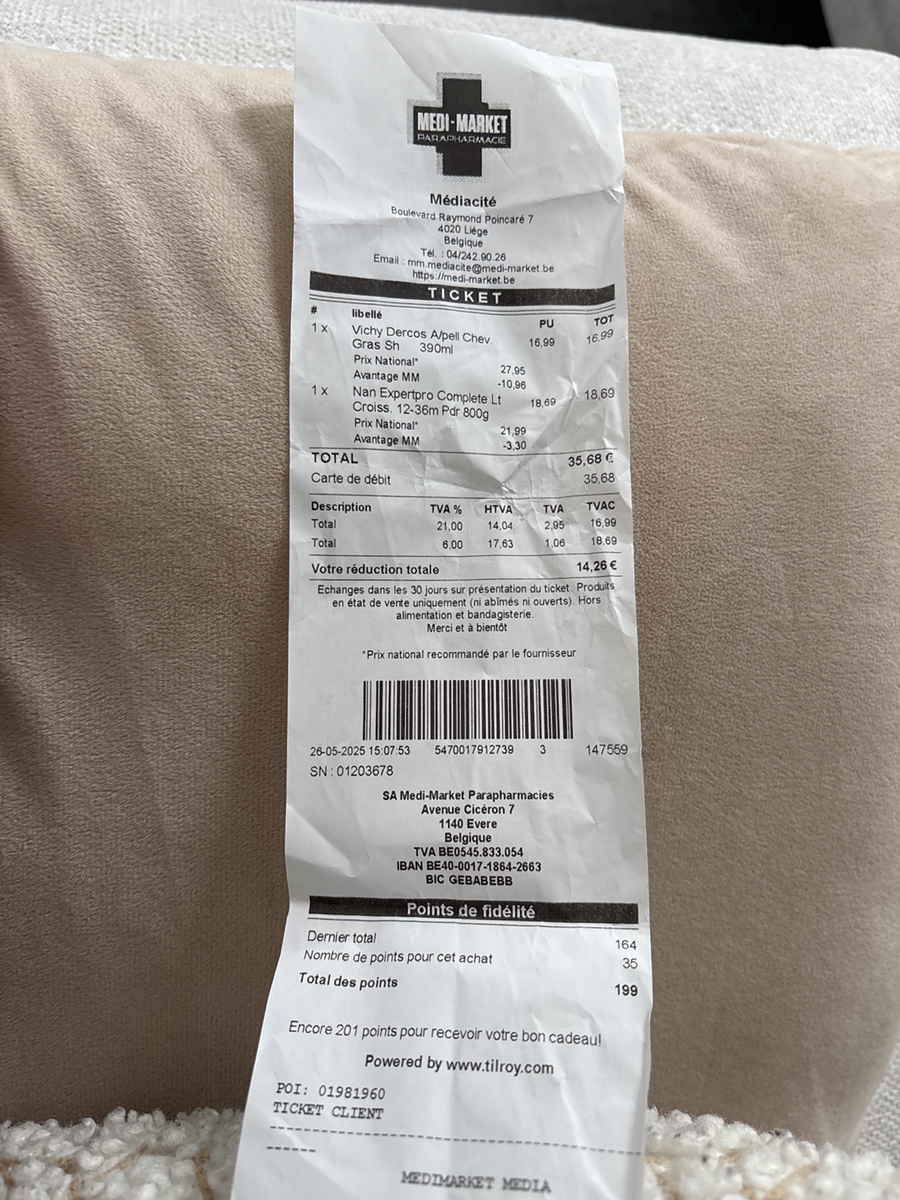 MEDI-MARKET
PARAPHARMACIE
Médiacité
Boulevard Raymond Poincaré 7
4020 Liège
Belgique
Tél. : 04/242.90.26
Email : mm.mediacite@medi-market.be
https://medi-market.be
TICKET
# libellé PU TOT
1 x Vichy Dercos A/pell Chev. 16,99 16,99
Gras Sh 390ml
Prix National* 27,95
Avantage MM -10,96
1 x Nan Expertpro Complete Lt 18,69 18,69
Croiss. 12-36m Pdr 800g
Prix National* 21,99
Avantage MM -3,30
TOTAL 35,68 €
Carte de débit 35,68
Description TVA % HTVA TVA TVAC
Total 21,00 14,04 2,95 16,99
Total 6,00 17,63 1,06 18,69
Votre réduction totale 14,26 €
Echanges dans les 30 jours sur présentation du ticket. Produits
en état de vente uniquement (ni abîmés ni ouverts). Hors
alimentation et bandagisterie.
Merci et à bientôt
*Prix national recommandé par le fournisseur
26-05-2025 15:07:53 5470017912739 3 147559
SN : 01203678
SA Medi-Market Parapharmacies
Avenue Cicéron 7
1140 Evere
Belgique
TVA BE0545.833.054
IBAN BE40-0017-1864-2663
BIC GEBABEBB
Points de fidélité
Dernier total 164
Nombre de points pour cet achat 35
Total des points 199
Encore 201 points pour recevoir votre bon cadeau!
Powered by www.tilroy.com
POI: 01981960
TICKET CLIENT
MEDIMARKET MEDIA